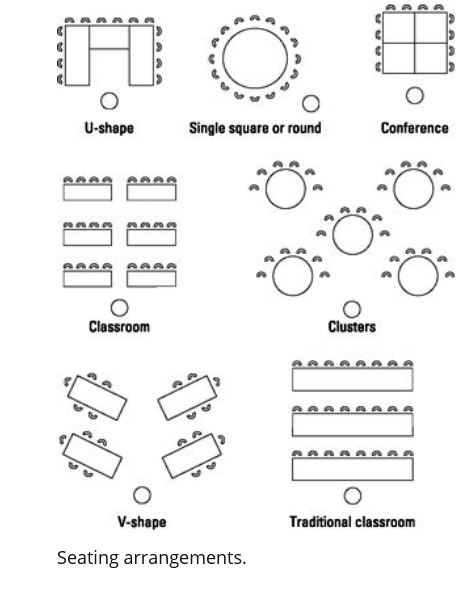 U-shape
Single square or round
Conference
Classroom
Clusters
V-shape
Traditional classroom
Seating arrangements.